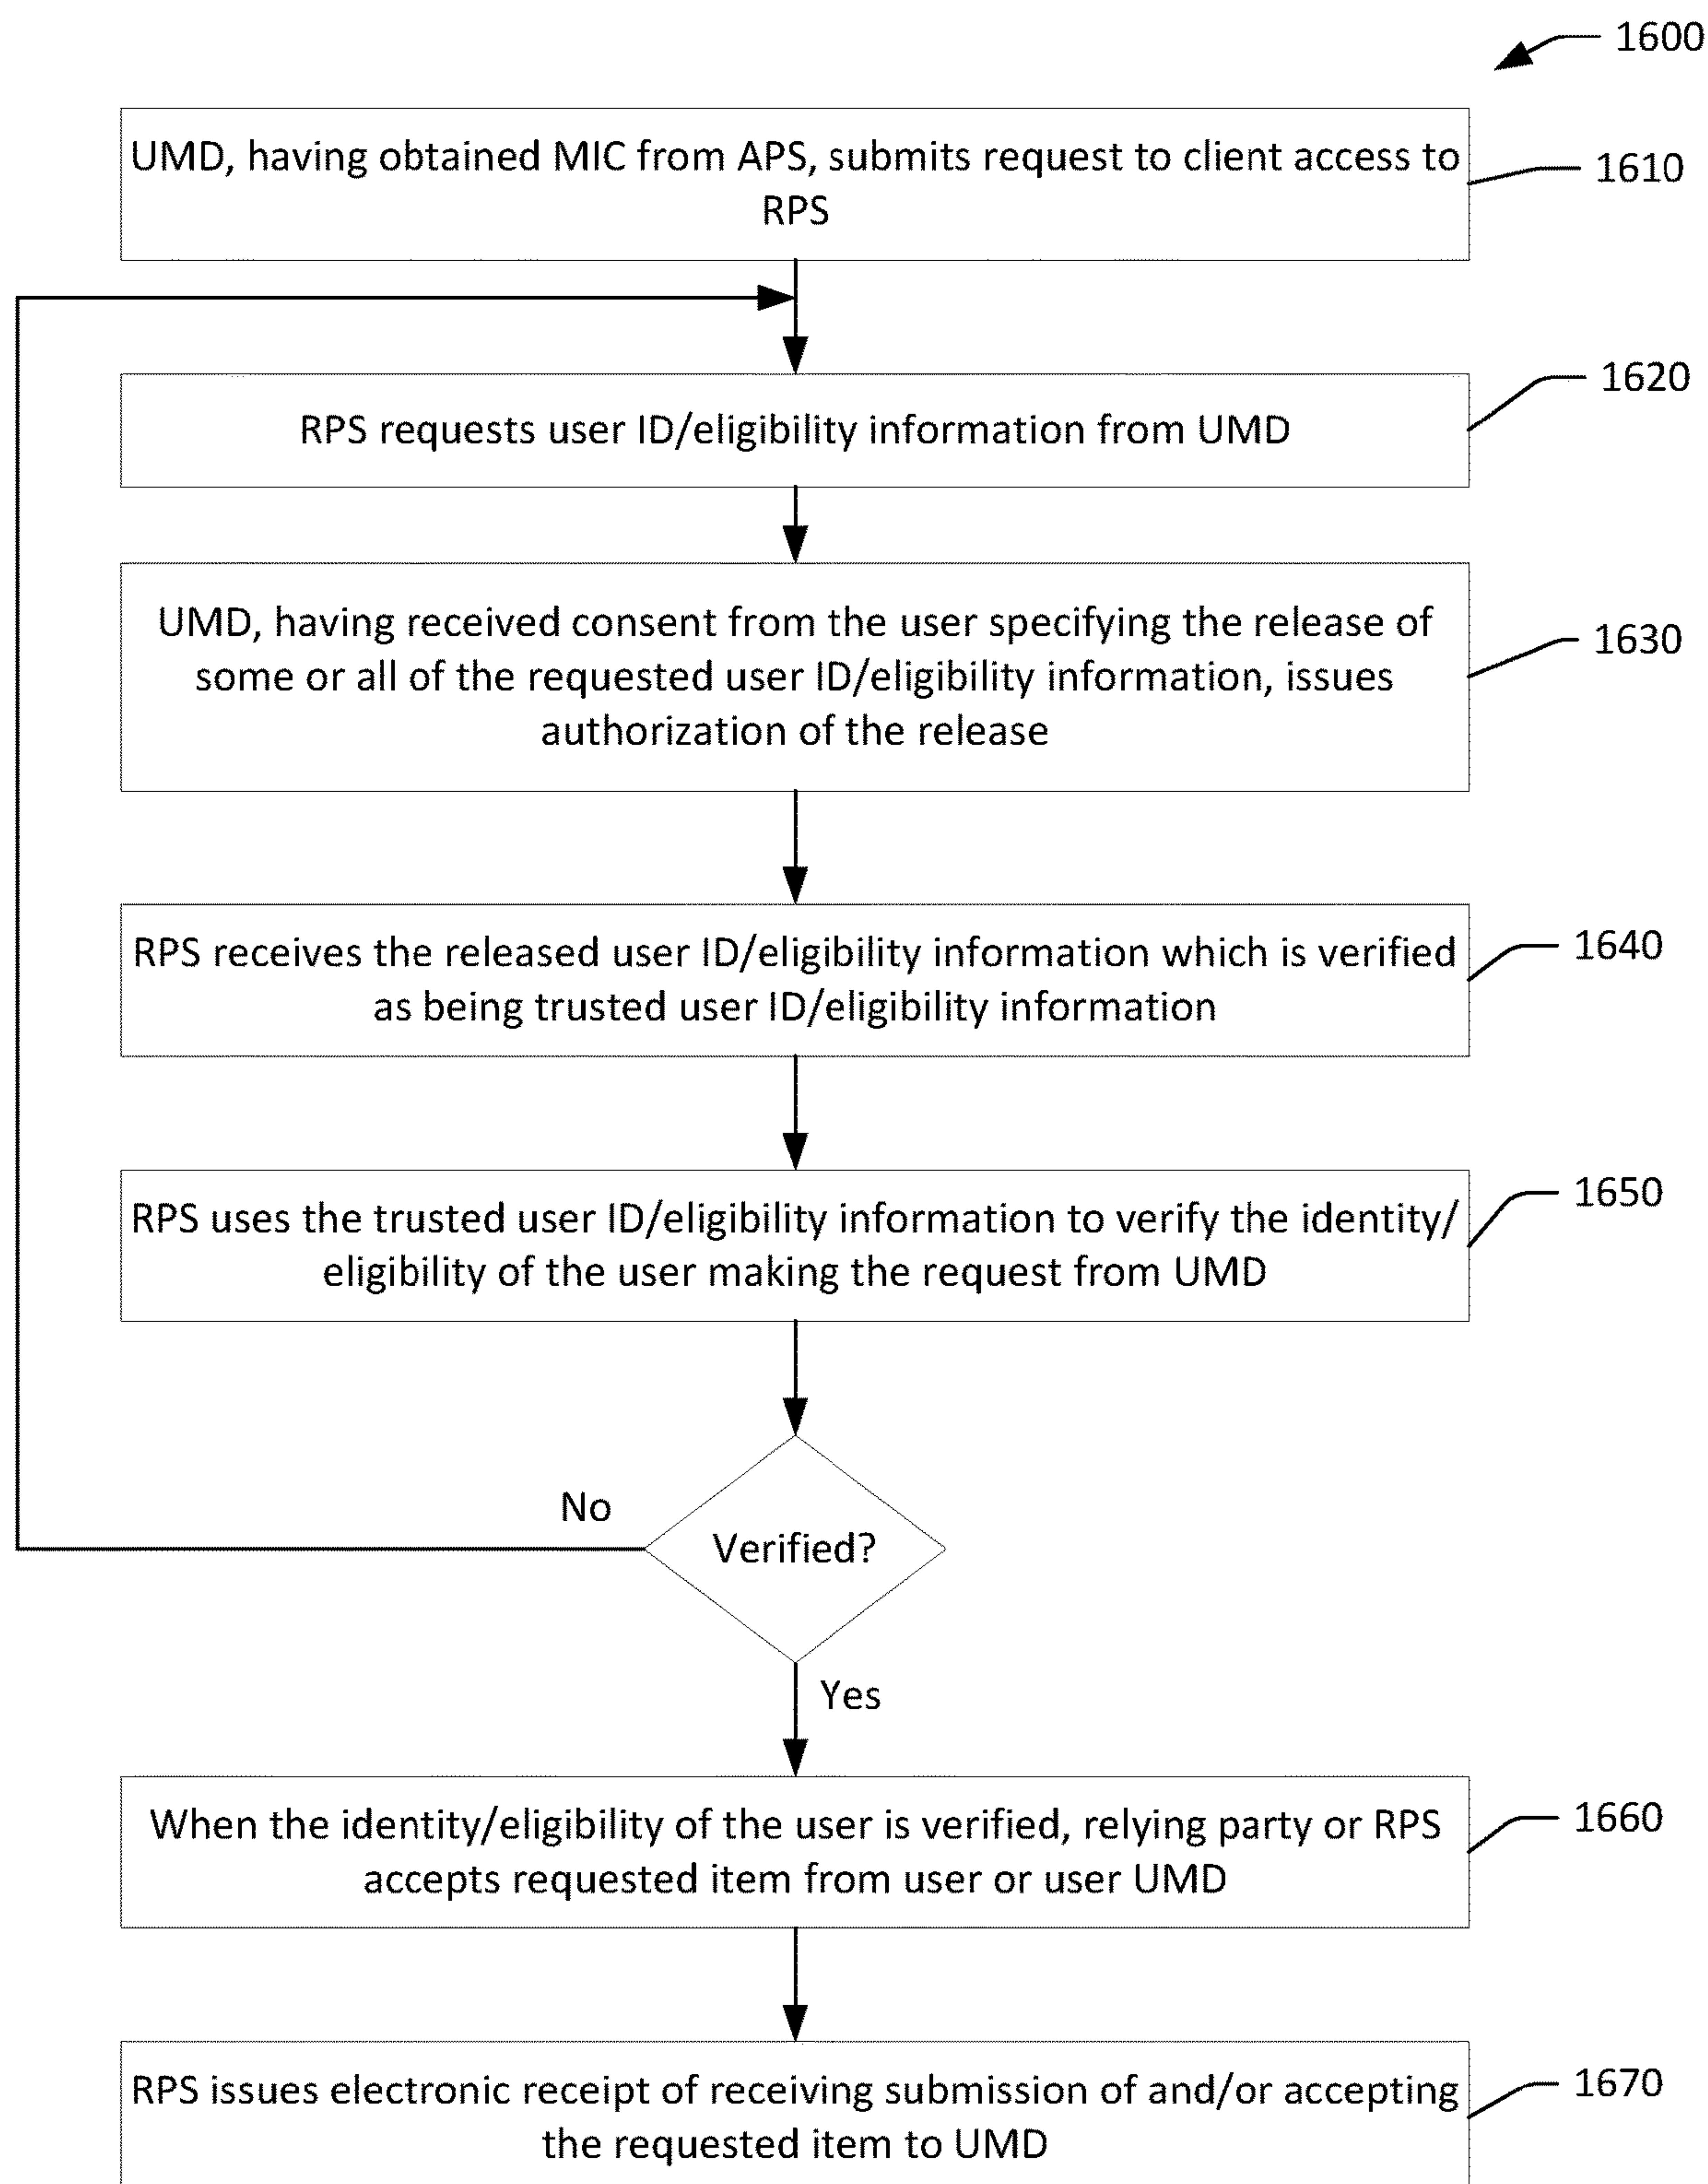 1600
UMD, having obtained MIC from APS, submits request to client access to
RPS
1610
RPS requests user ID/eligibility information from UMD
1620
UMD, having received consent from the user specifying the release of
some or all of the requested user ID/eligibility information, issues
authorization of the release
1630
RPS receives the released user ID/eligibility information which is verified
as being trusted user ID/eligibility information
1640
RPS uses the trusted user ID/eligibility information to verify the identity/
eligibility of the user making the request from UMD
1650
No
Verified?
Yes
When the identity/eligibility of the user is verified, relying party or RPS
accepts requested item from user or user UMD
1660
RPS issues electronic receipt of receiving submission of and/or accepting
the requested item to UMD
1670